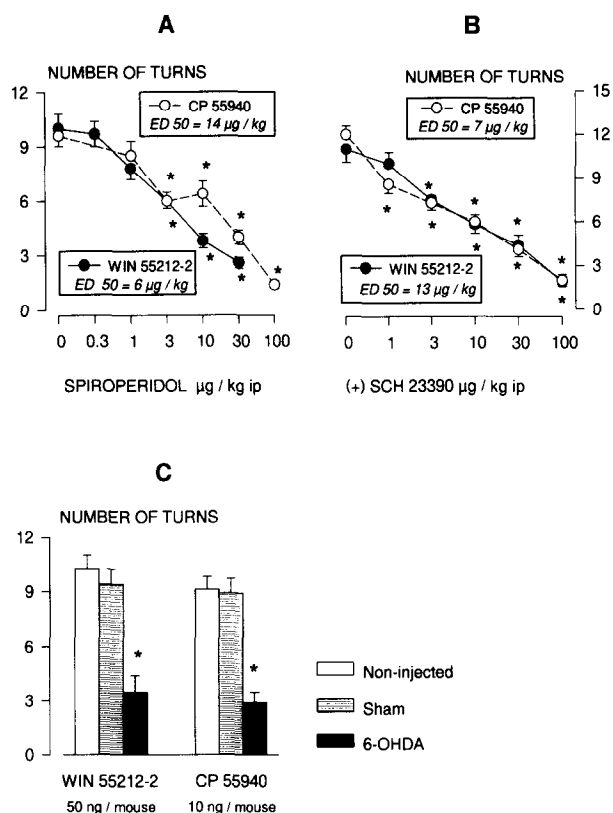 A
NUMBER OF TURNS
12
9
6
3
0
CP 55940
ED 50 = 14 µg / kg
WIN 55212-2
ED 50 = 6 µg / kg
* * * * * * *
0 0.3 1 3 10 30 100
SPIROPERIDOL µg / kg ip
B
NUMBER OF TURNS
15
12
9
6
3
0
CP 55940
ED 50 = 7 µg / kg
WIN 55212-2
ED 50 = 13 µg / kg
* * * * * * * * *
0 1 3 10 30 100
(+) SCH 23390 µg / kg ip
C
NUMBER OF TURNS
12
9
6
3
0
* *
WIN 55212-2 CP 55940
50 ng / mouse 10 ng / mouse
Non-injected
Sham
6-OHDA